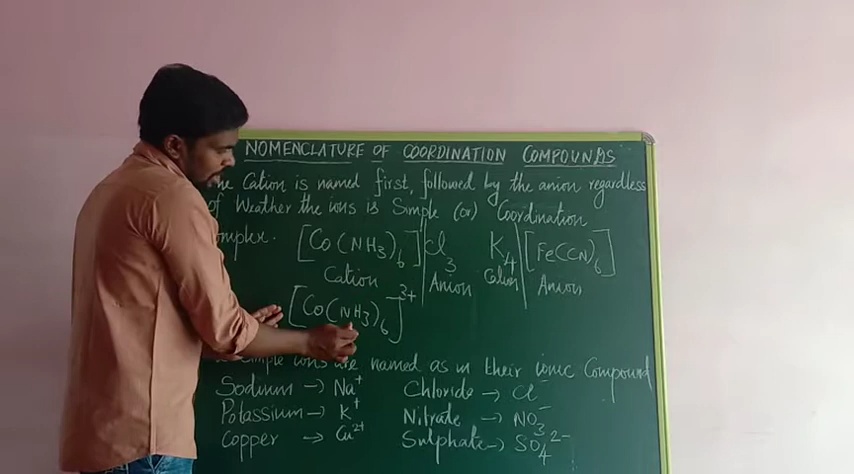 NOMENCLATURE OF COORDINATION COMPOUNDS
Cation is named first, followed by the anion regardless
of Weather the ions is Simple (or) Coordination
[Co(NH3)6]Cl3 K4[Fe(CN)6]
Cation Anion Cation Anion
[Co(NH3)6]3+
Simple ions are named as in their ionic Compound
Sodium → Na+ Chloride → Cl−
Potassium → K+ Nitrate → NO3−
Copper → Cu2+ Sulphate → SO4 2−